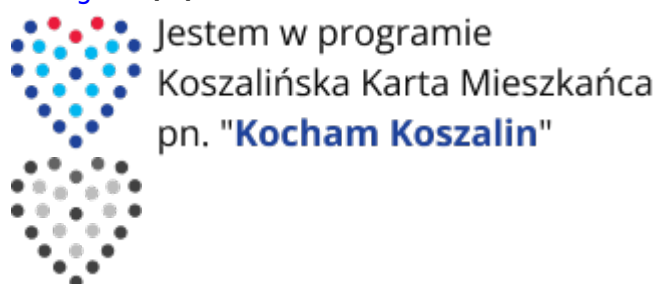 Jestem w programie
Koszalińska Karta Mieszkańca
pn. "Kocham Koszalin"